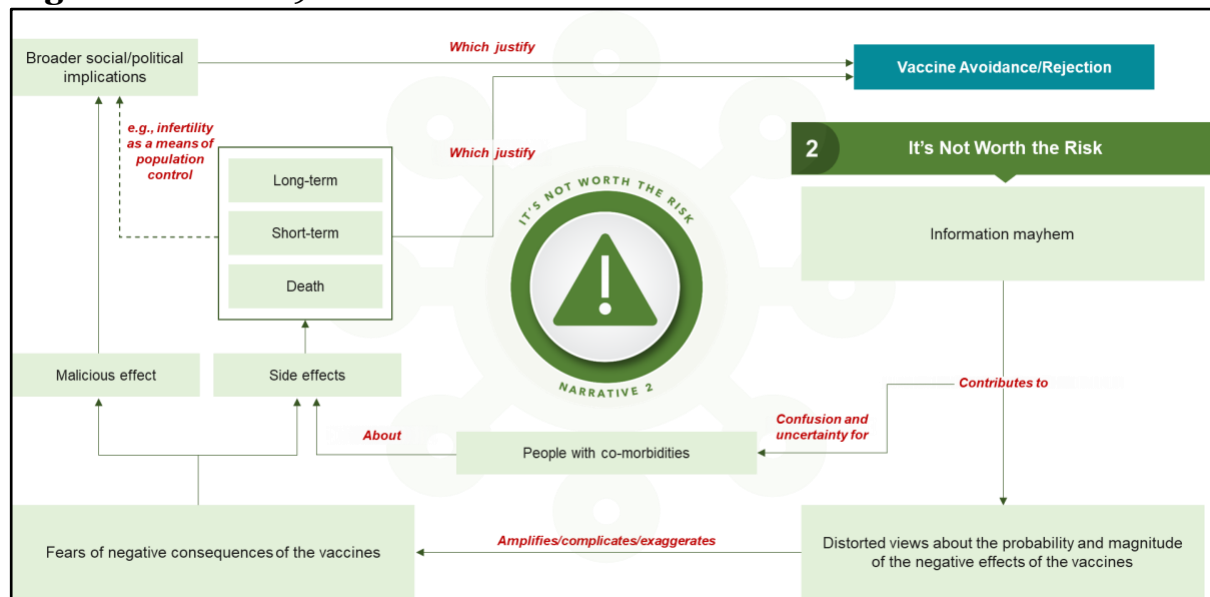 Broader social/political
implications
Which justify
Vaccine Avoidance/Rejection
e.g., infertility
as a means of
population
control
Long-term
Short-term
Death
Which justify
2
It's Not Worth the Risk
Information mayhem
IT'S NOT WORTH THE RISK
NARRATIVE 2
Malicious effect
Side effects
Contributes to
Confusion and
uncertainty for
About
People with co-morbidities
Fears of negative consequences of the vaccines
Amplifies/complicates/exaggerates
Distorted views about the probability and magnitude
of the negative effects of the vaccines